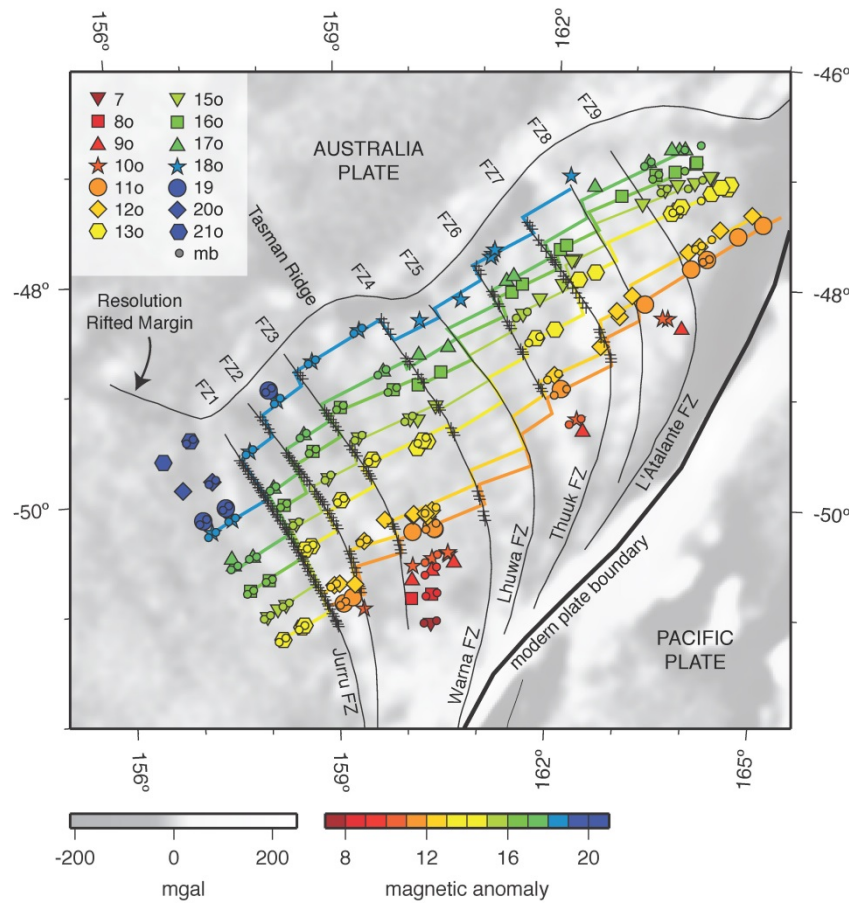 156°
159°
162°
-46°
7
15o
8o
16o
9o
17o
10o
18o
11o
19
12o
20o
13o
21o
mb
AUSTRALIA
PLATE
FZ9
FZ8
FZ7
FZ6
FZ5
FZ4
Tasman Ridge
FZ3
FZ2
FZ1
-48°
-48°
Resolution
Rifted Margin
-50°
-50°
L'Atalante FZ
Thuuk FZ
Lhuwa FZ
Warna FZ
Jurru FZ
modern plate boundary
PACIFIC
PLATE
156°
159°
162°
165°
-200
0
200
mgal
8
12
16
20
magnetic anomaly